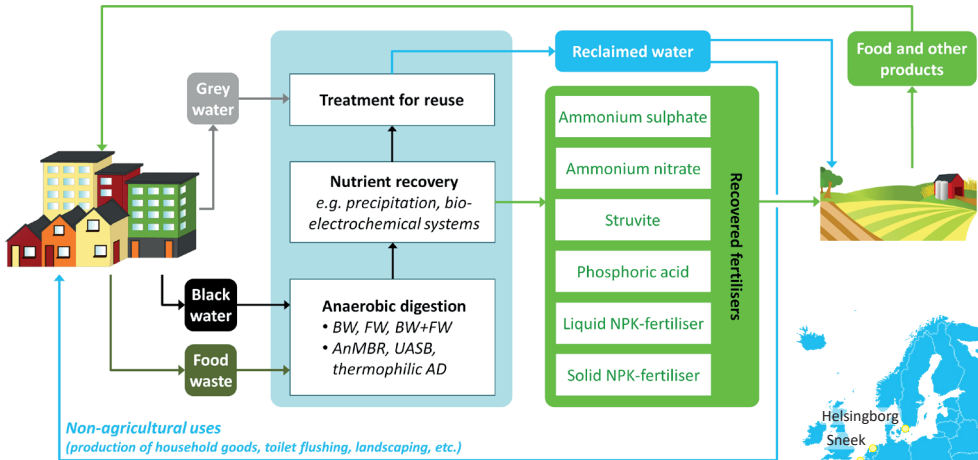 Grey
water
Treatment for reuse
Reclaimed water
Food and other
products
Nutrient recovery
e.g. precipitation, bio-
electrochemical systems
Ammonium sulphate
Ammonium nitrate
Struvite
Phosphoric acid
Liquid NPK-fertiliser
Solid NPK-fertiliser
Recovered fertilisers
Black
water
Anaerobic digestion
• BW, FW, BW+FW
• AnMBR, UASB,
thermophilic AD
Food
waste
Non-agricultural uses
(production of household goods, toilet flushing, landscaping, etc.)
Helsingborg
Sneek